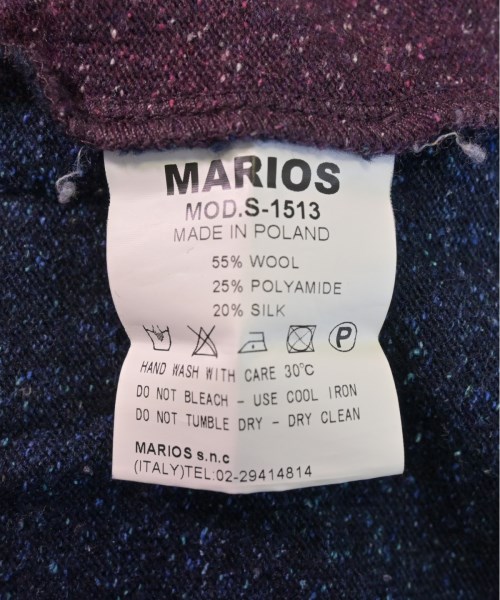 MARIOS
MOD.S-1513
MADE IN POLAND
55% WOOL
25% POLYAMIDE
20% SILK
P
HAND WASH WITH CARE 30°C
DO NOT BLEACH - USE COOL IRON
DO NOT TUMBLE DRY - DRY CLEAN
MARIOS s.n.c
(ITALY)TEL:02-29414814